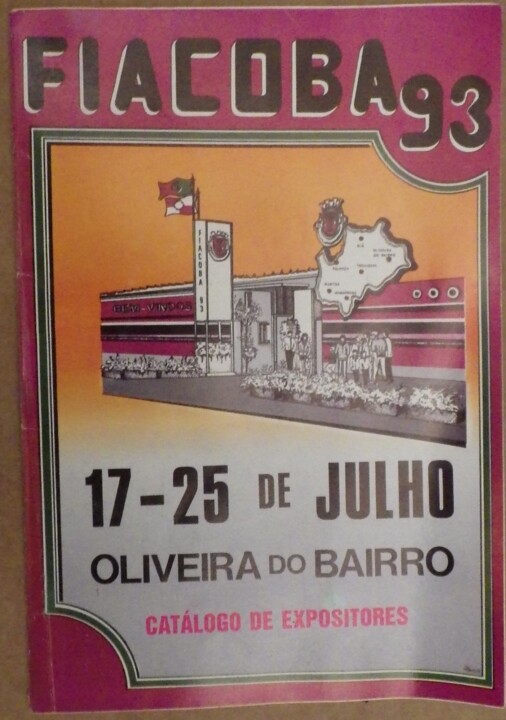 FIACOBA 93
FIACOBA 93
BEM-VINDOS
17-25 DE JULHO
OLIVEIRA DO BAIRRO
CATÁLOGO DE EXPOSITORES